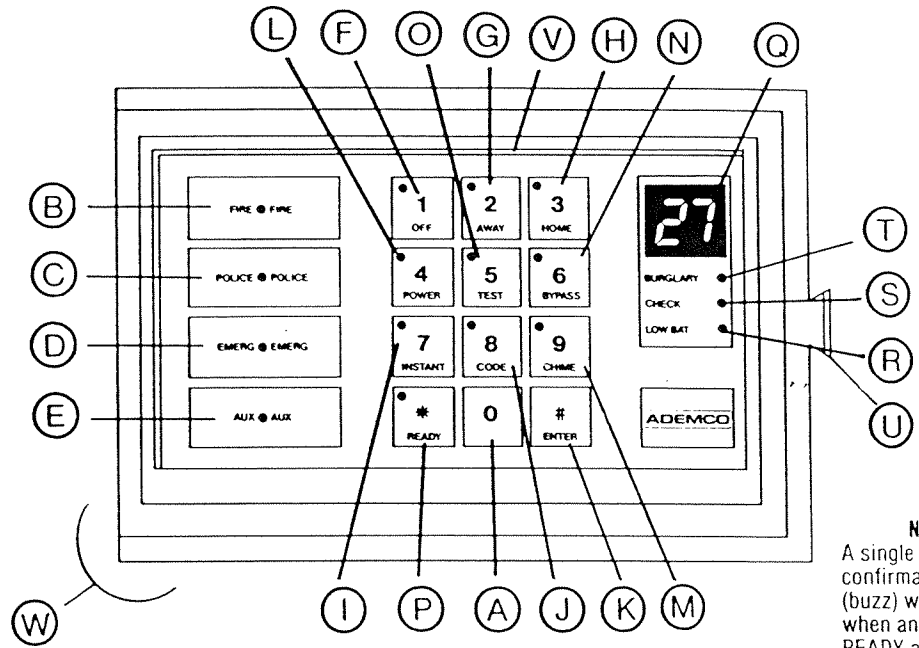 L F O G V H N Q
B FIRE FIRE 1 OFF 2 AWAY 3 HOME 27
C POLICE POLICE 4 POWER 5 TEST 6 BYPASS BURGLARY T
CHECK S
LOW BAT R
D EMERG EMERG 7 INSTANT 8 CODE 9 CHIME
E AUX AUX * READY 0 # ENTER ADEMCO U
N
A single
confirma
(buzz) w
when an
READY a
W I P A J K M